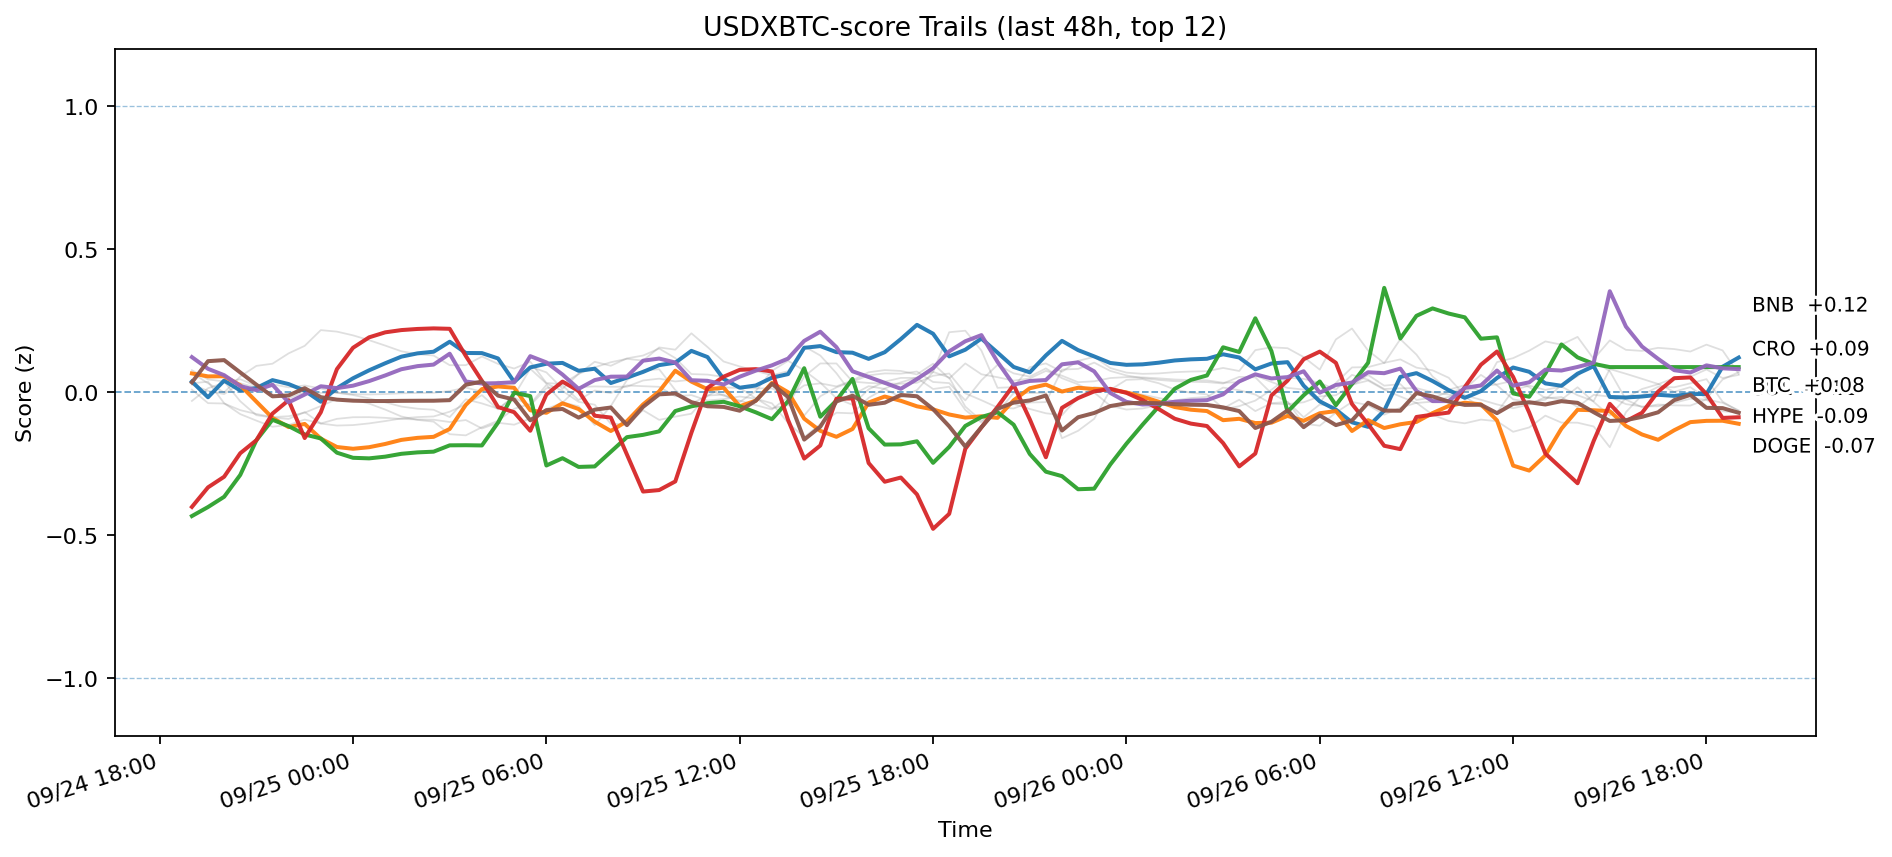 USDXBTC-score Trails (last 48h, top 12)
Score (z)
1.0
0.5
0.0
−0.5
−1.0
BNB +0.12
CRO +0.09
BTC +0.08
HYPE -0.09
DOGE -0.07
09/24 18:00
09/25 00:00
09/25 06:00
09/25 12:00
09/25 18:00
09/26 00:00
09/26 06:00
09/26 12:00
09/26 18:00
Time